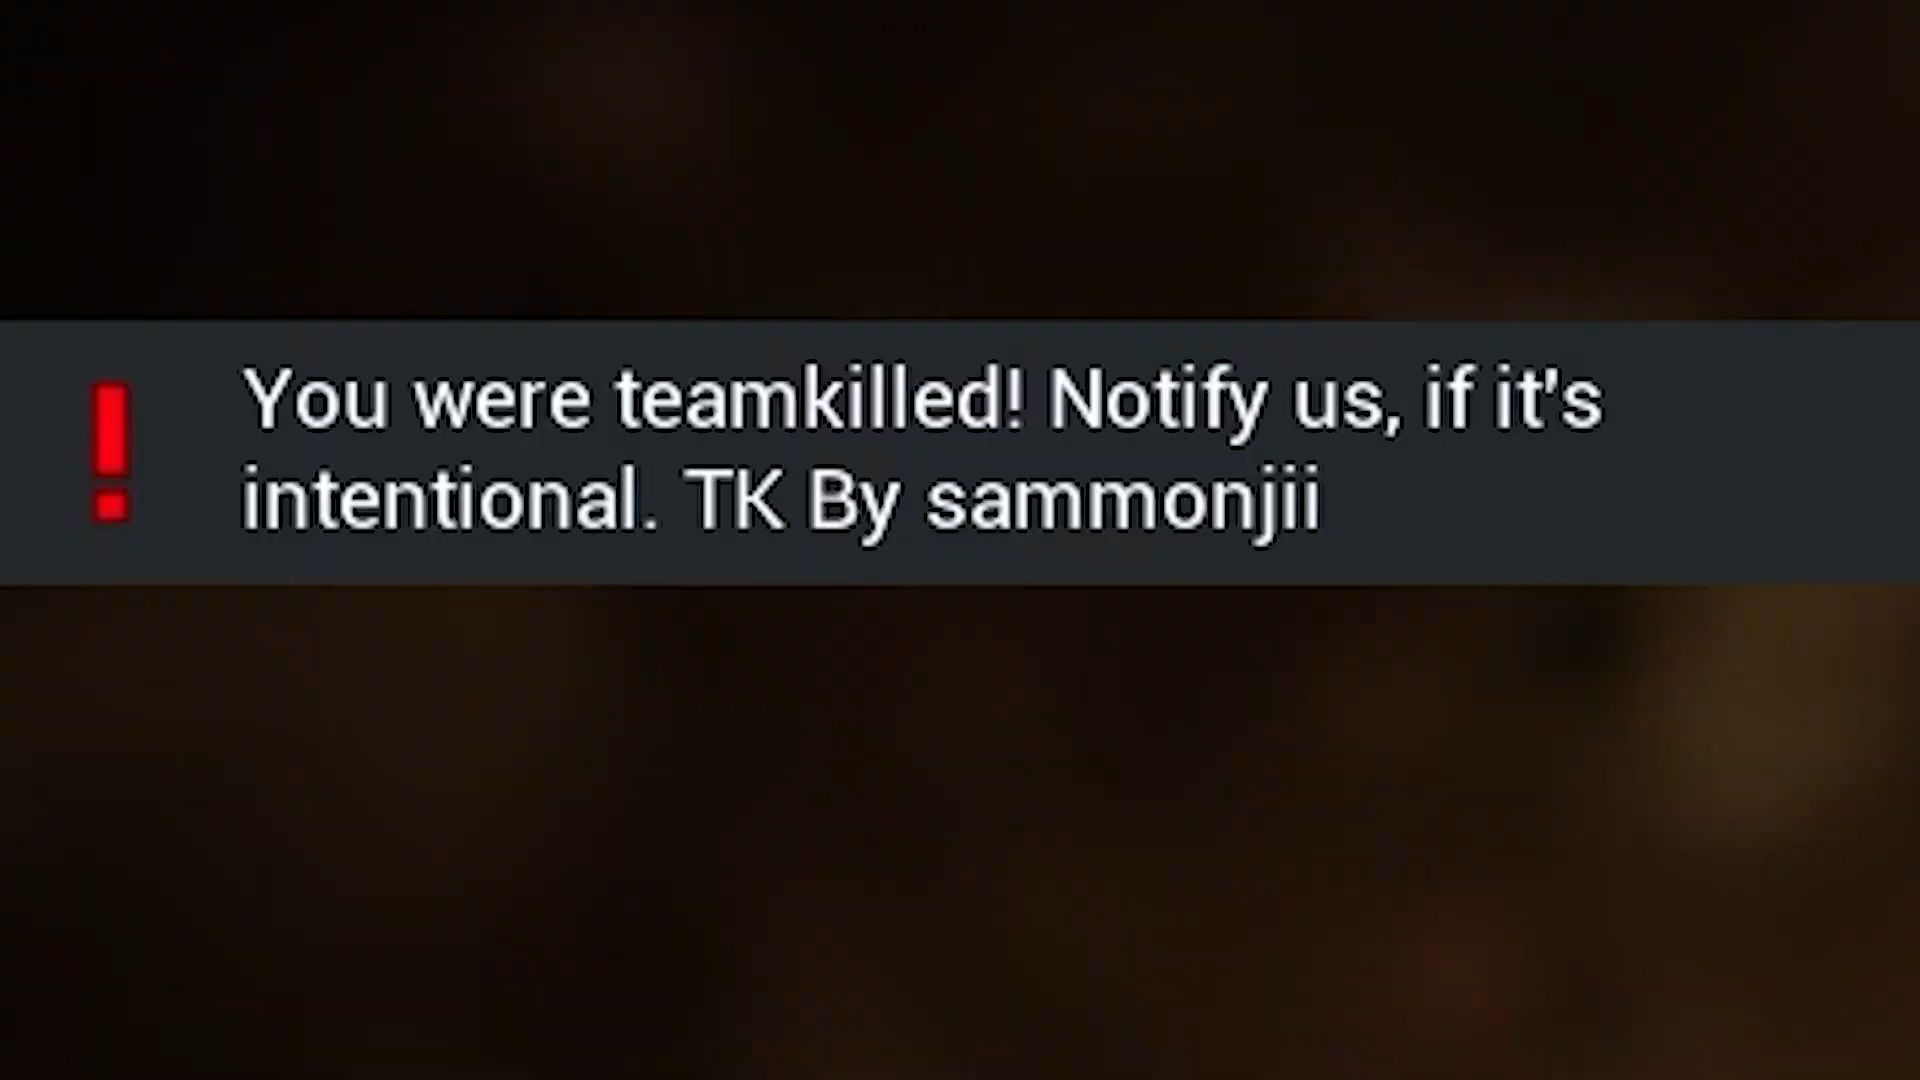 You were teamkilled! Notify us, if it's
intentional. TK By sammonjii